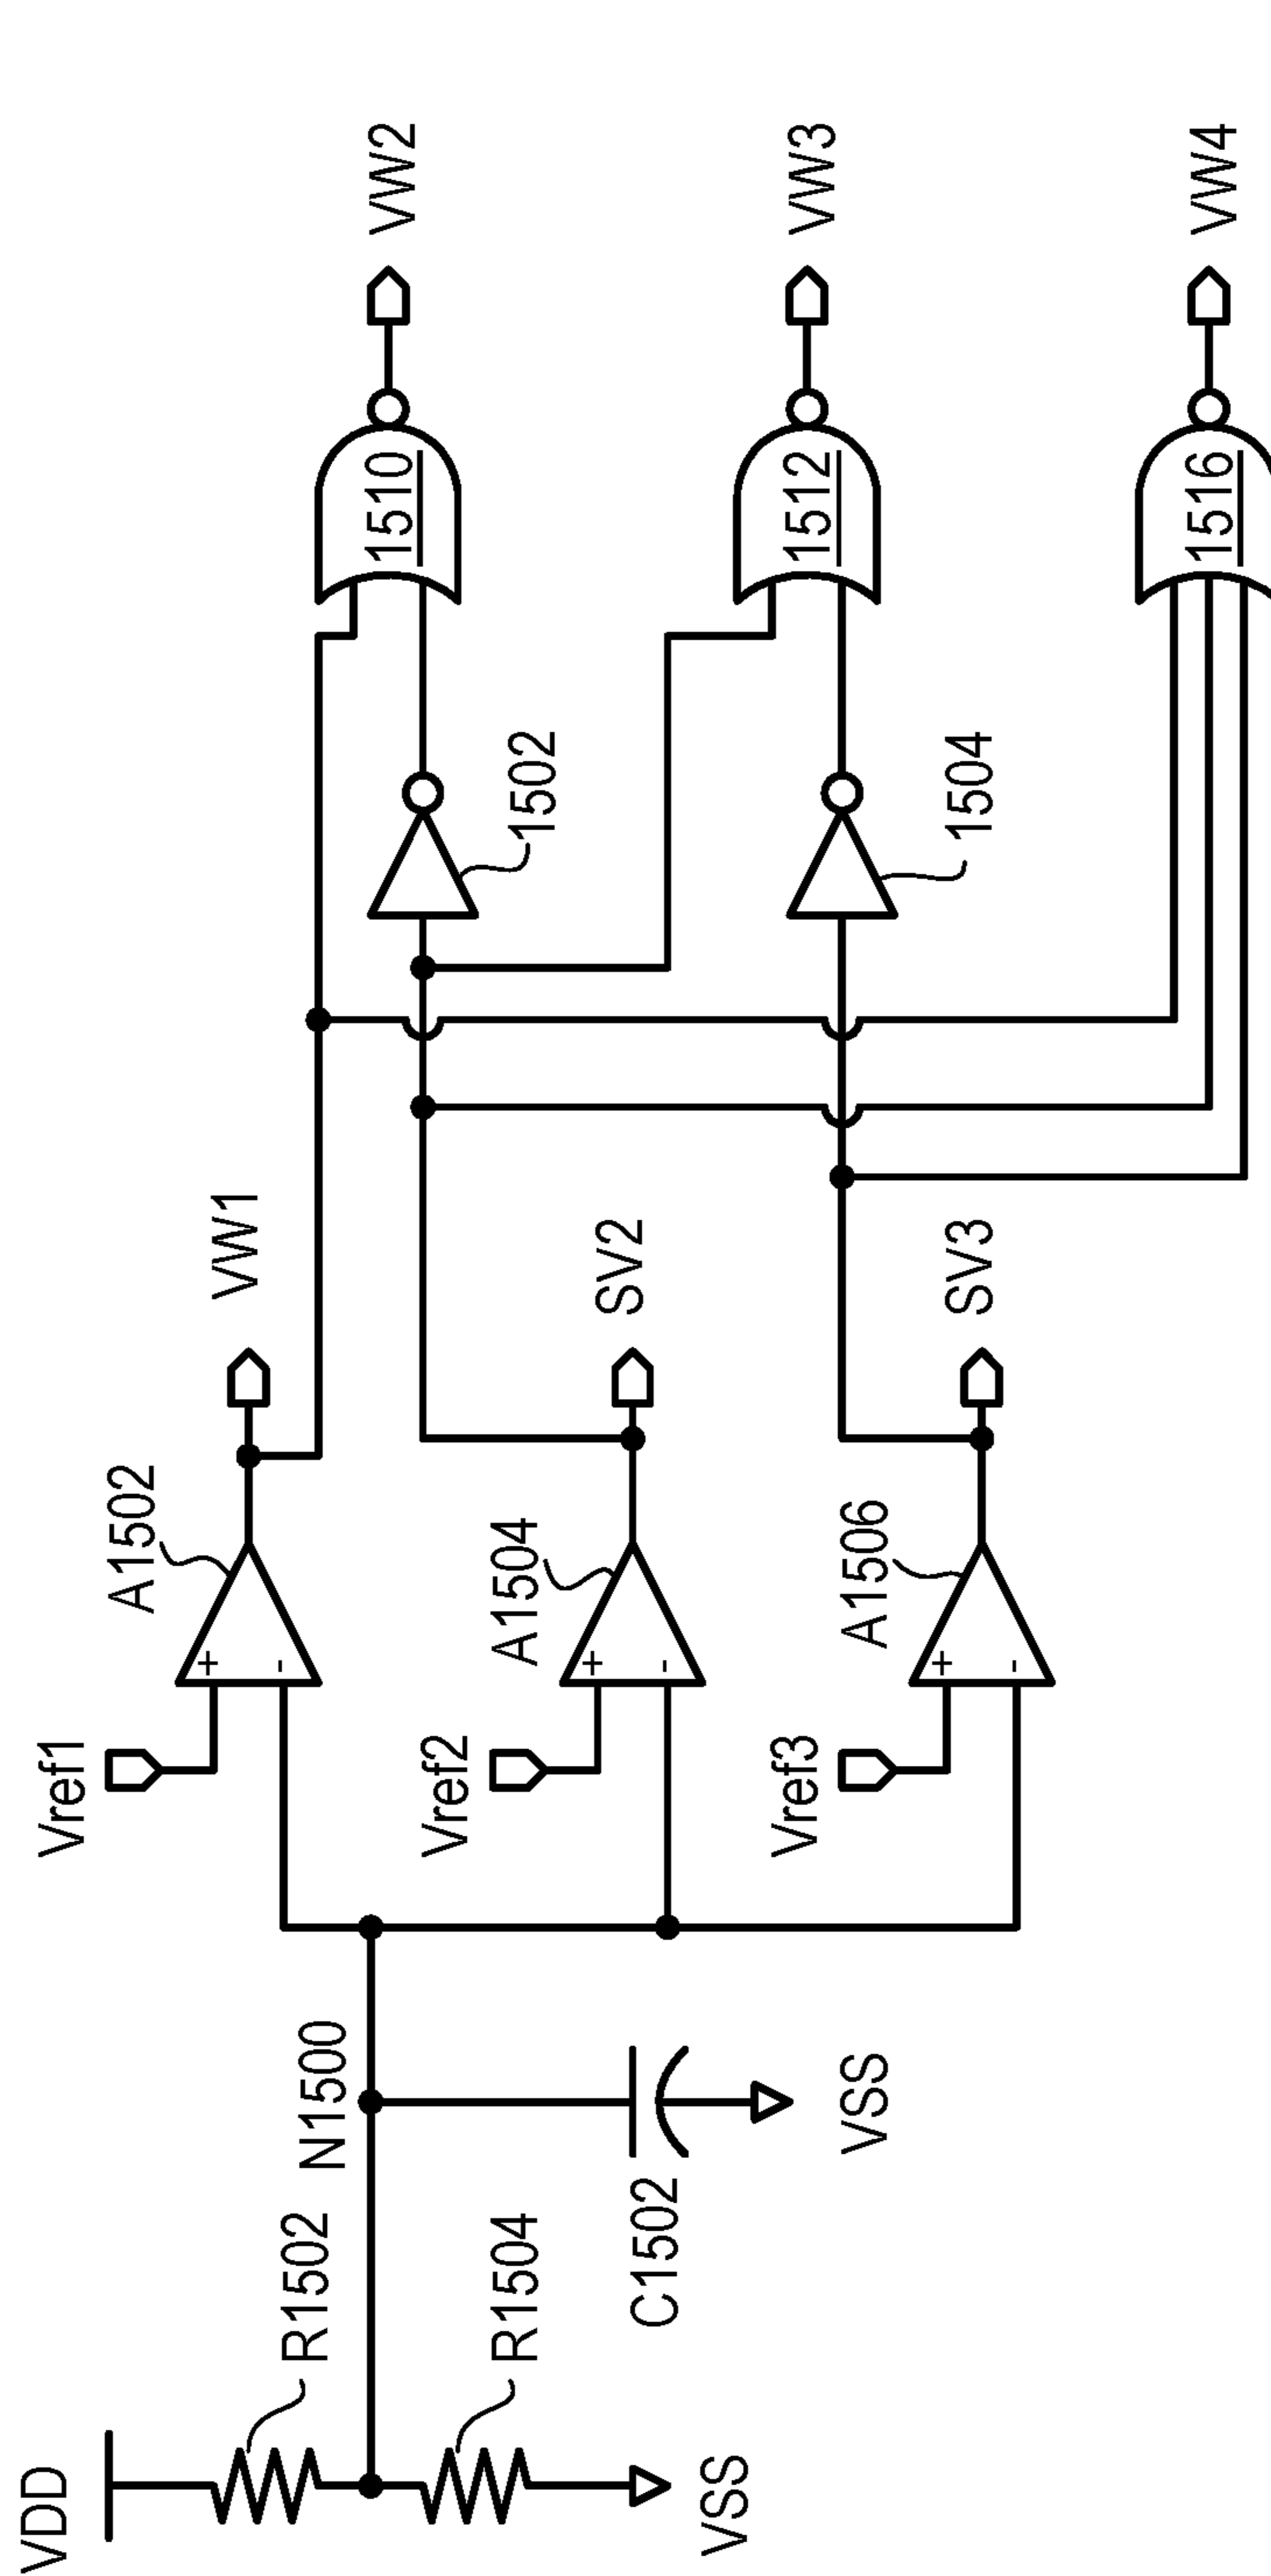 VDD
R1502
R1504
VSS
N1500
C1502
VSS
Vref1
+
-
A1502
VW1
Vref2
+
-
A1504
SV2
Vref3
+
-
A1506
SV3
1502
1504
1510
VW2
1512
VW3
1516
VW4